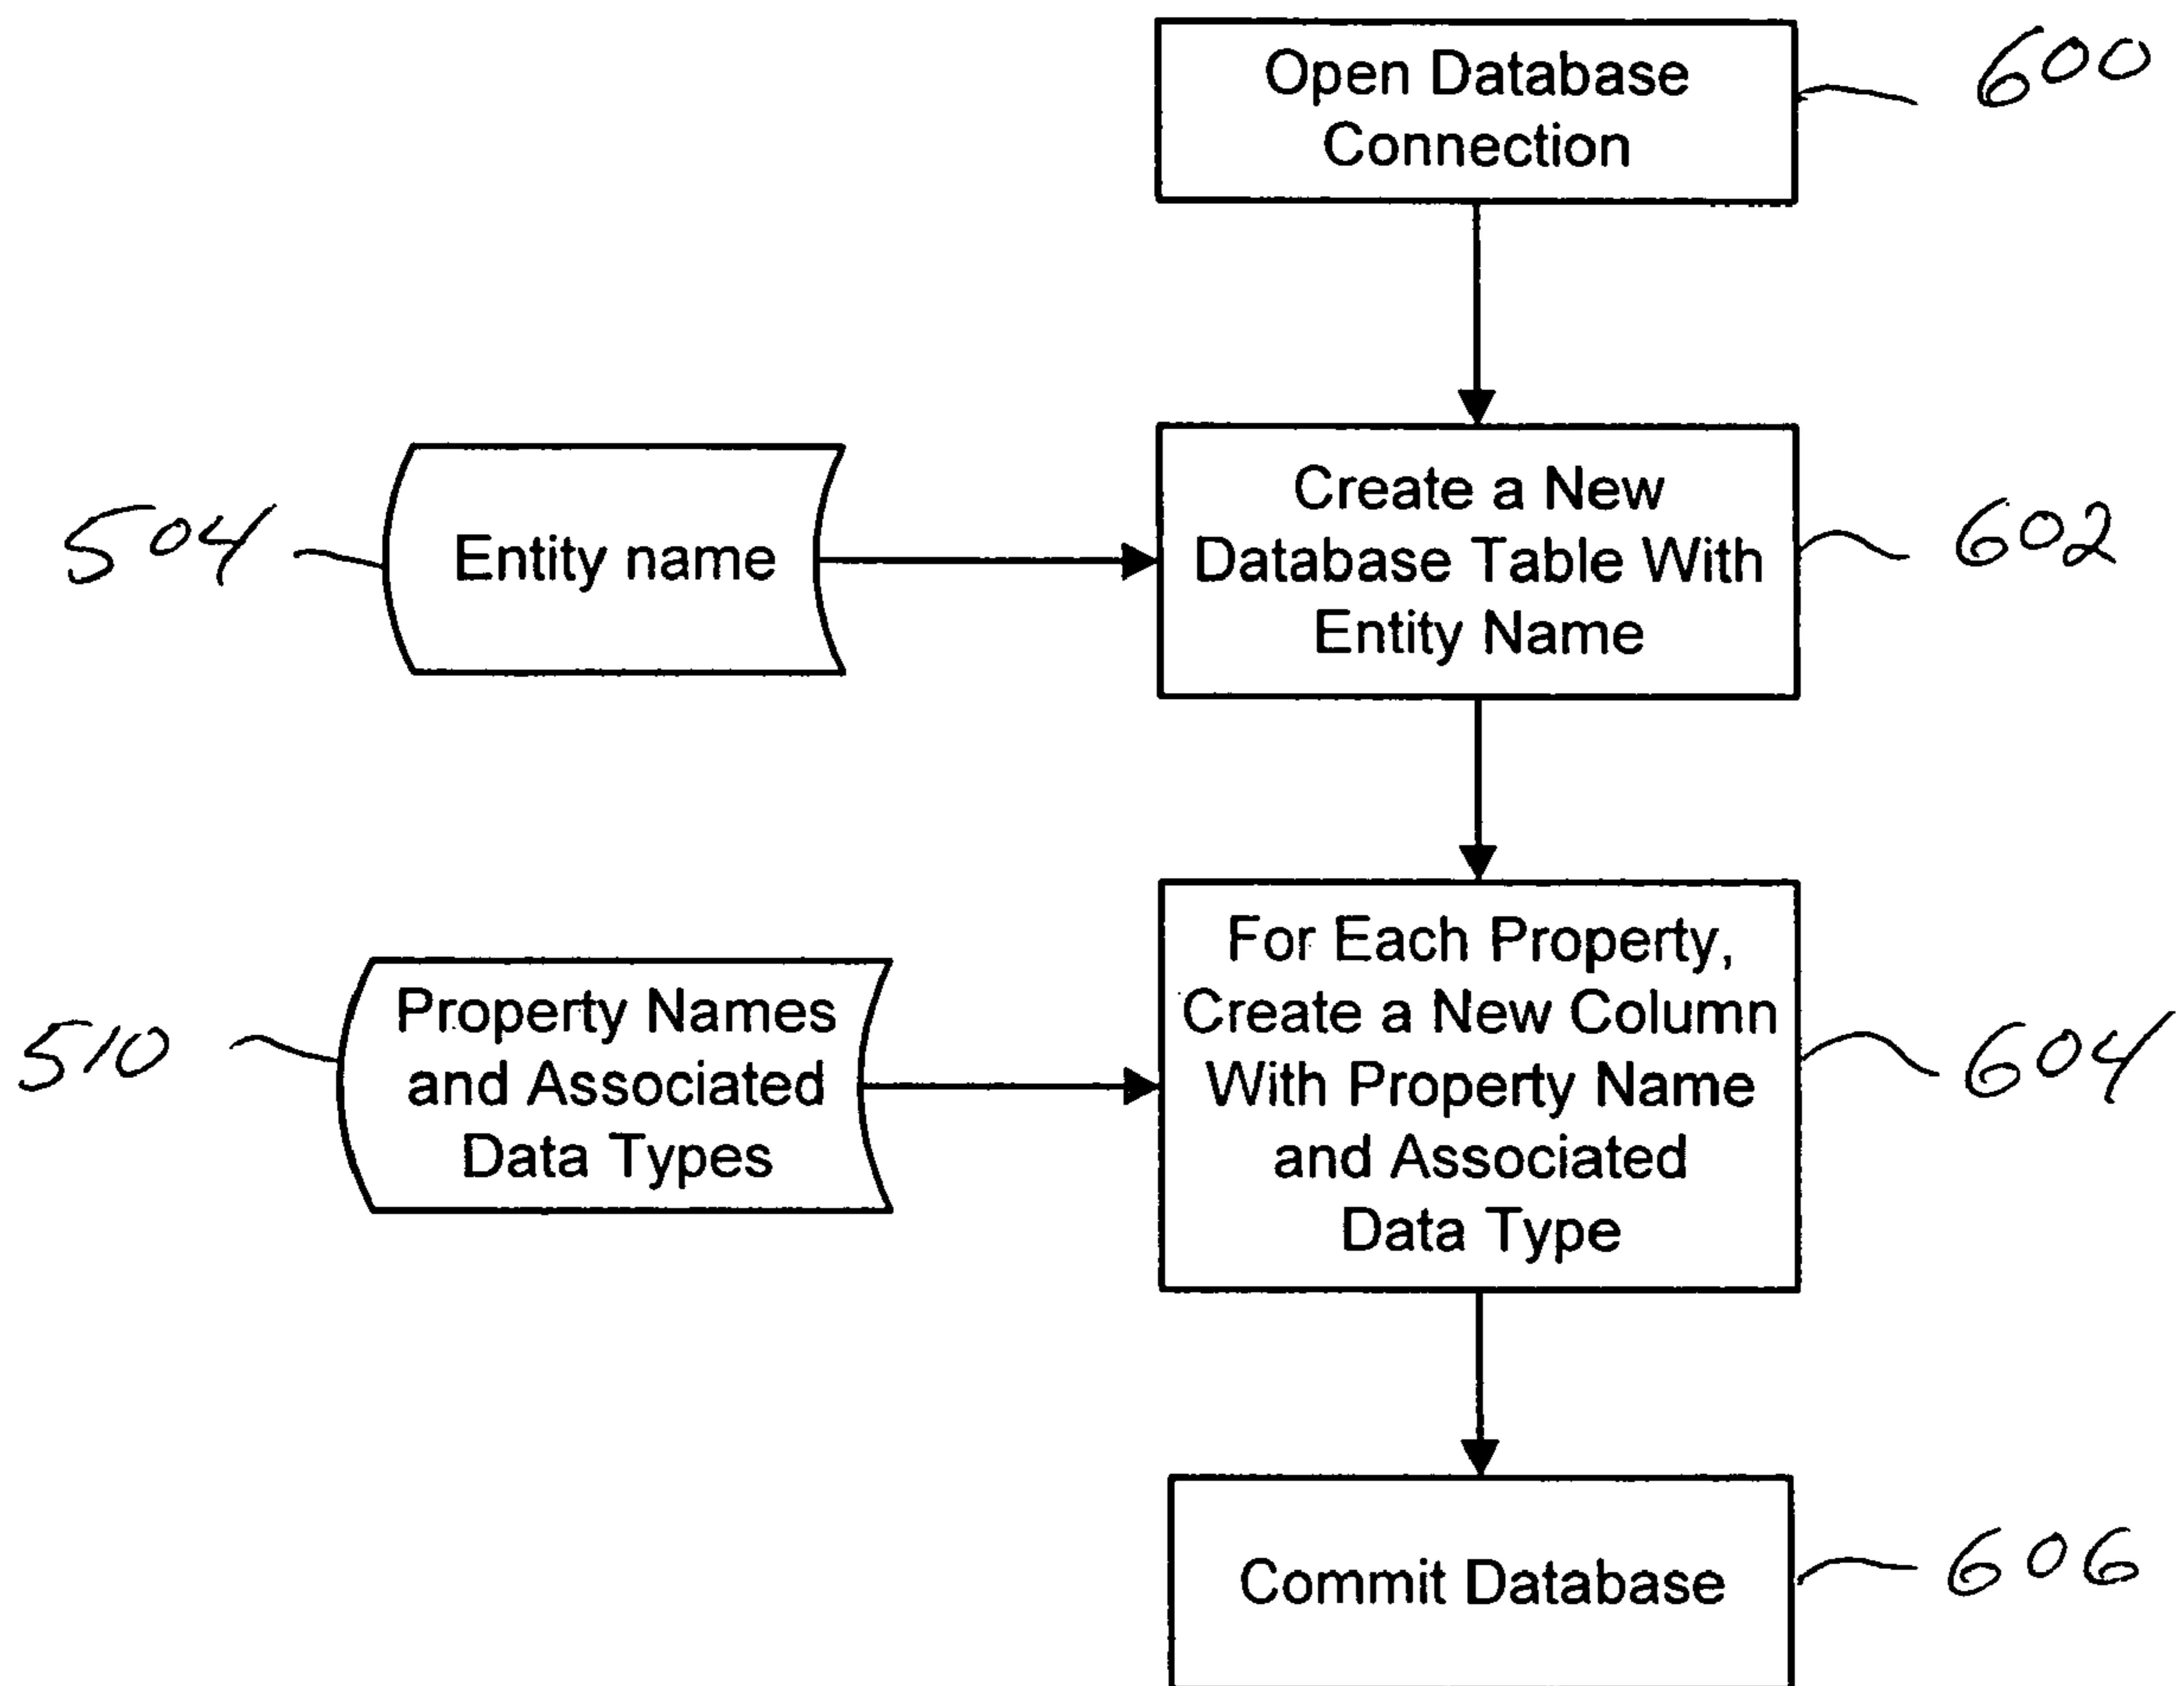 Open Database
Connection
600
504
Entity name
Create a New
Database Table With
Entity Name
602
510
Property Names
and Associated
Data Types
For Each Property,
Create a New Column
With Property Name
and Associated
Data Type
604
Commit Database
606